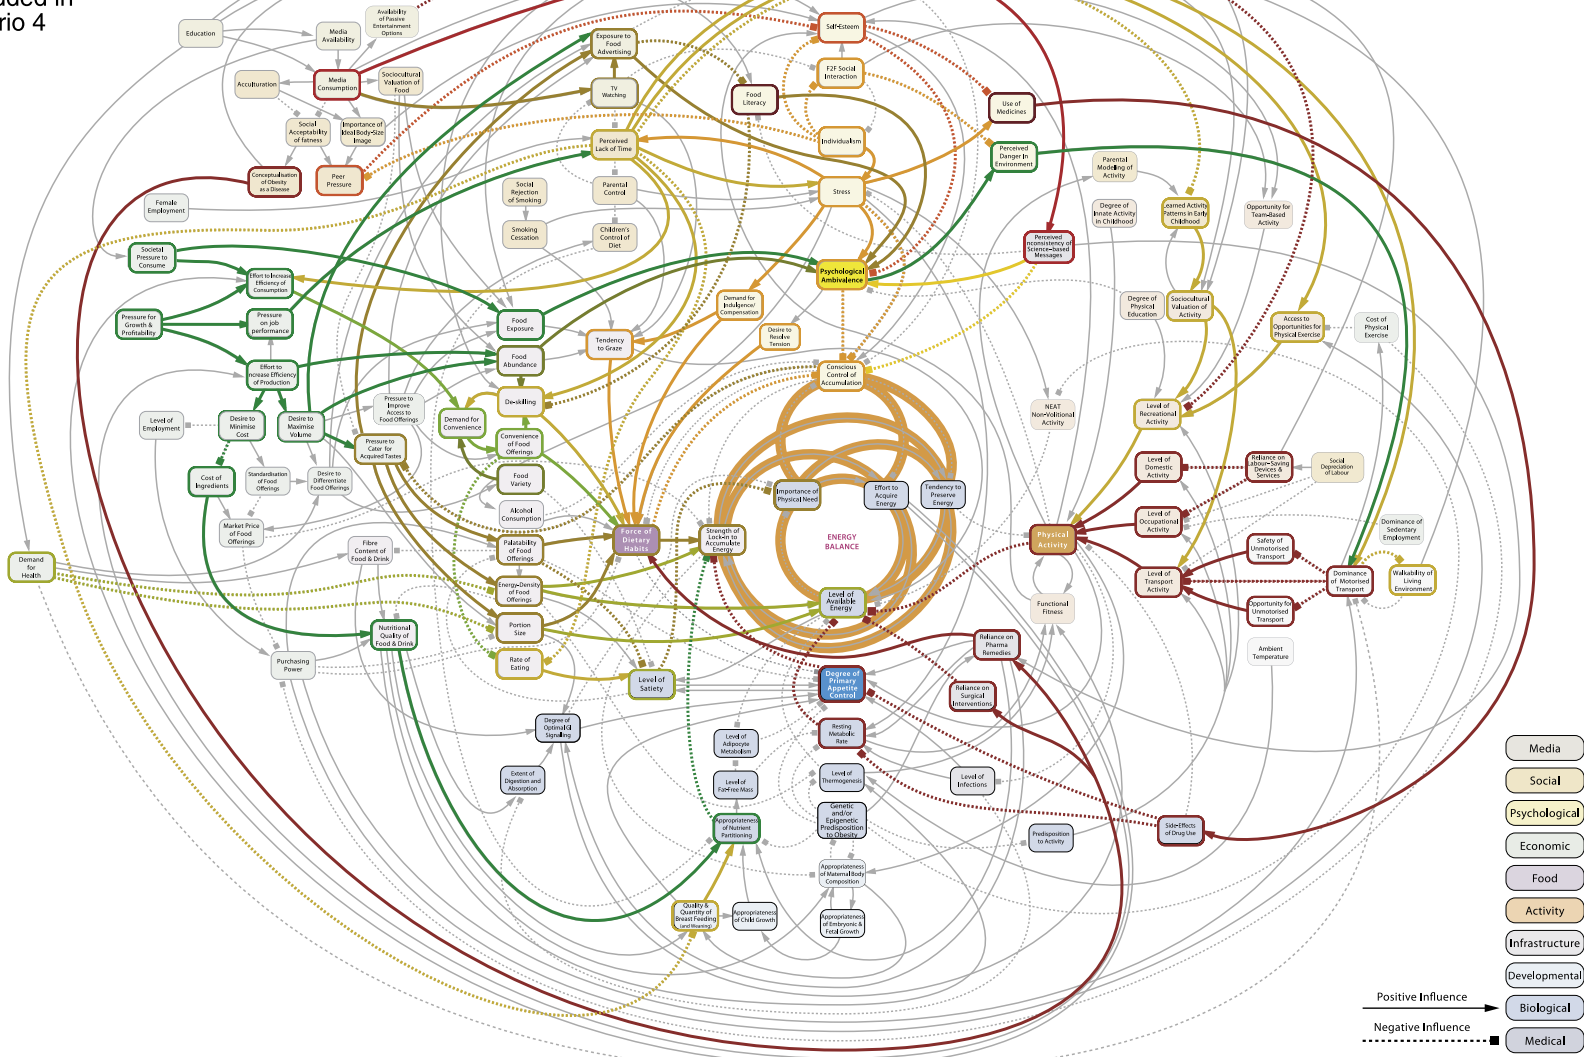 rio 4
Education
Media
Availability
Availability
of Passive
Entertainment
Options
Acculturation
Media
Consumption
Sociocultural
Valuation of
Food
Social
Acceptability
of fatness
Importance of
Ideal Body-Size
Image
Conceptualisation
of Obesity
as a Disease
Peer
Pressure
Female
Employment
Exposure to
Food
Advertising
TV
Watching
Perceived
Lack of Time
Social
Rejection
of Smoking
Parental
Control
Smoking
Cessation
Children's
Control of
Diet
Food
Literacy
Self-Esteem
F2F Social
Interaction
Individualism
Stress
Psychological
Ambivalence
Use of
Medicines
Perceived
Danger in
Environment
Perceived
Inconsistency of
Science-based
Messages
Parental
Modelling of
Activity
Degree of
Innate Activity
in Childhood
Learned Activity
Patterns in Early
Childhood
Opportunity for
Team-Based
Activity
Degree of
Physical
Education
Sociocultural
Valuation of
Activity
Access to
Opportunities for
Physical Exercise
Cost of
Physical
Exercise
Societal
Pressure to
Consume
Effort to Increase
Efficiency of
Consumption
Pressure for
Growth &
Profitability
Pressure
on job
performance
Effort to
Increase Efficiency
of Production
Food
Exposure
Food
Abundance
De-skilling
Tendency
to Graze
Demand for
Indulgence/
Compensation
Desire to
Resolve
Tension
Conscious
Control of
Accumulation
Level of
Employment
Desire to
Minimise
Cost
Desire to
Maximise
Volume
Pressure to
Improve
Access to
Food Offerings
Pressure to
Cater for
Acquired Tastes
Demand for
Convenience
Convenience
of Food
Offerings
Food
Variety
Alcohol
Consumption
Cost of
Ingredients
Standardisation
of Food
Offerings
Desire to
Differentiate
Food Offerings
Market Price
of Food
Offerings
Fibre
Content of
Food & Drink
Palatability
of Food
Offerings
Energy-Density
of Food
Offerings
Portion
Size
Rate of
Eating
Force of
Dietary
Habits
Strength of
Lock-in to
Accumulate
Energy
Importance of
Physical Need
Effort to
Acquire
Energy
Tendency to
Preserve
Energy
ENERGY
BALANCE
Level of
Available
Energy
NEAT
Non-Volitional
Activity
Level of
Recreational
Activity
Level of
Domestic
Activity
Reliance on
Labour-Saving
Devices &
Services
Social
Depreciation
of Labour
Level of
Occupational
Activity
Dominance of
Sedentary
Employment
Physical
Activity
Safety of
Unmotorised
Transport
Level of
Transport
Activity
Dominance
of Motorised
Transport
Walkability of
Living
Environment
Opportunity for
Unmotorised
Transport
Functional
Fitness
Ambient
Temperature
Demand
for
Health
Nutritional
Quality of
Food & Drink
Purchasing
Power
Level of
Satiety
Degree of
Primary
Appetite
Control
Reliance on
Pharma
Remedies
Reliance on
Surgical
Interventions
Degree of
Optimal GI
Signalling
Extent of
Digestion and
Absorption
Level of
Adipocyte
Metabolism
Level of
Fat-Free Mass
Resting
Metabolic
Rate
Level of
Thermogenesis
Level of
Infections
Genetic
and/or
Epigenetic
Predisposition
to Obesity
Appropriateness
of Nutrient
Partitioning
Predisposition
to Activity
Side-Effects
of Drug Use
Appropriateness
of Maternal Body
Composition
Quality &
Quantity of
Breast Feeding
(and Weaning)
Appropriateness
of Child Growth
Appropriateness
of Embryonic &
Fetal Growth
Media
Social
Psychological
Economic
Food
Activity
Infrastructure
Developmental
Biological
Medical
Positive Influence
Negative Influence